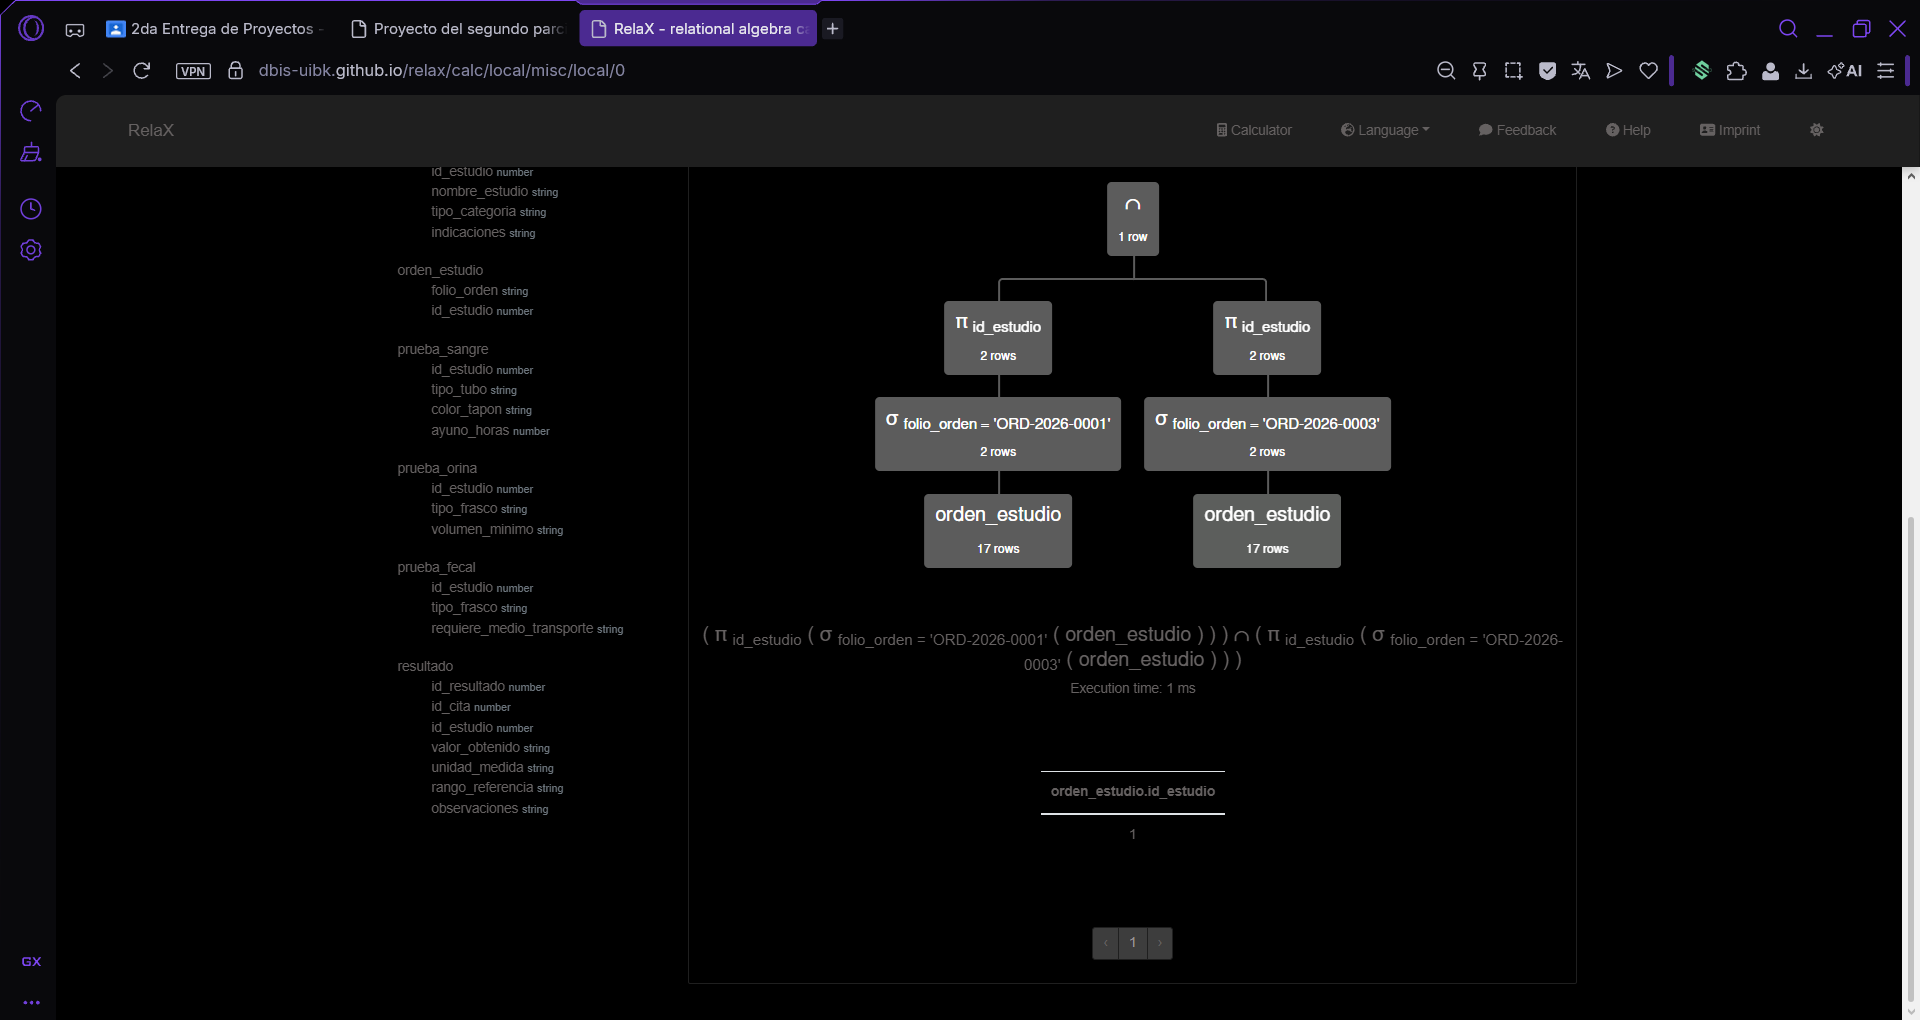 2da Entrega de Proyectos -
Proyecto del segundo parc
RelaX - relational algebra c
VPN
dbis-uibk.github.io/relax/calc/local/misc/local/0
AI
RelaX
Calculator
Language
Feedback
Help
Imprint
id_estudio number
nombre_estudio string
tipo_categoria string
indicaciones string
orden_estudio
folio_orden string
id_estudio number
prueba_sangre
id_estudio number
tipo_tubo string
color_tapon string
ayuno_horas number
prueba_orina
id_estudio number
tipo_frasco string
volumen_minimo string
prueba_fecal
id_estudio number
tipo_frasco string
requiere_medio_transporte string
resultado
id_resultado number
id_cita number
id_estudio number
valor_obtenido string
unidad_medida string
rango_referencia string
observaciones string
∩
1 row
π id_estudio
2 rows
π id_estudio
2 rows
σ folio_orden = 'ORD-2026-0001'
2 rows
σ folio_orden = 'ORD-2026-0003'
2 rows
orden_estudio
17 rows
orden_estudio
17 rows
( π id_estudio ( σ folio_orden = 'ORD-2026-0001' ( orden_estudio ) ) ) ∩ ( π id_estudio ( σ folio_orden = 'ORD-2026-
0003' ( orden_estudio ) ) )
Execution time: 1 ms
orden_estudio.id_estudio
1
‹ 1 ›
GX